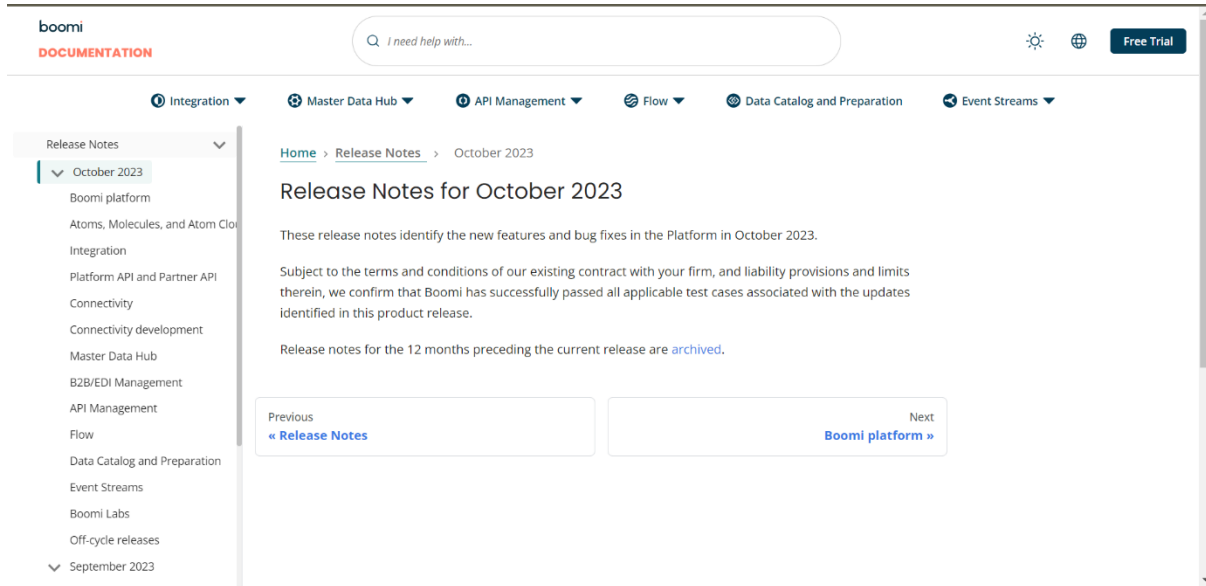 boomi
DOCUMENTATION
I need help with...
Free Trial
Integration
Master Data Hub
API Management
Flow
Data Catalog and Preparation
Event Streams
Release Notes
October 2023
Boomi platform
Atoms, Molecules, and Atom Clou
Integration
Platform API and Partner API
Connectivity
Connectivity development
Master Data Hub
B2B/EDI Management
API Management
Flow
Data Catalog and Preparation
Event Streams
Boomi Labs
Off-cycle releases
September 2023
Home › Release Notes › October 2023
Release Notes for October 2023
These release notes identify the new features and bug fixes in the Platform in October 2023.
Subject to the terms and conditions of our existing contract with your firm, and liability provisions and limits
therein, we confirm that Boomi has successfully passed all applicable test cases associated with the updates
identified in this product release.
Release notes for the 12 months preceding the current release are archived.
Previous
« Release Notes
Next
Boomi platform »